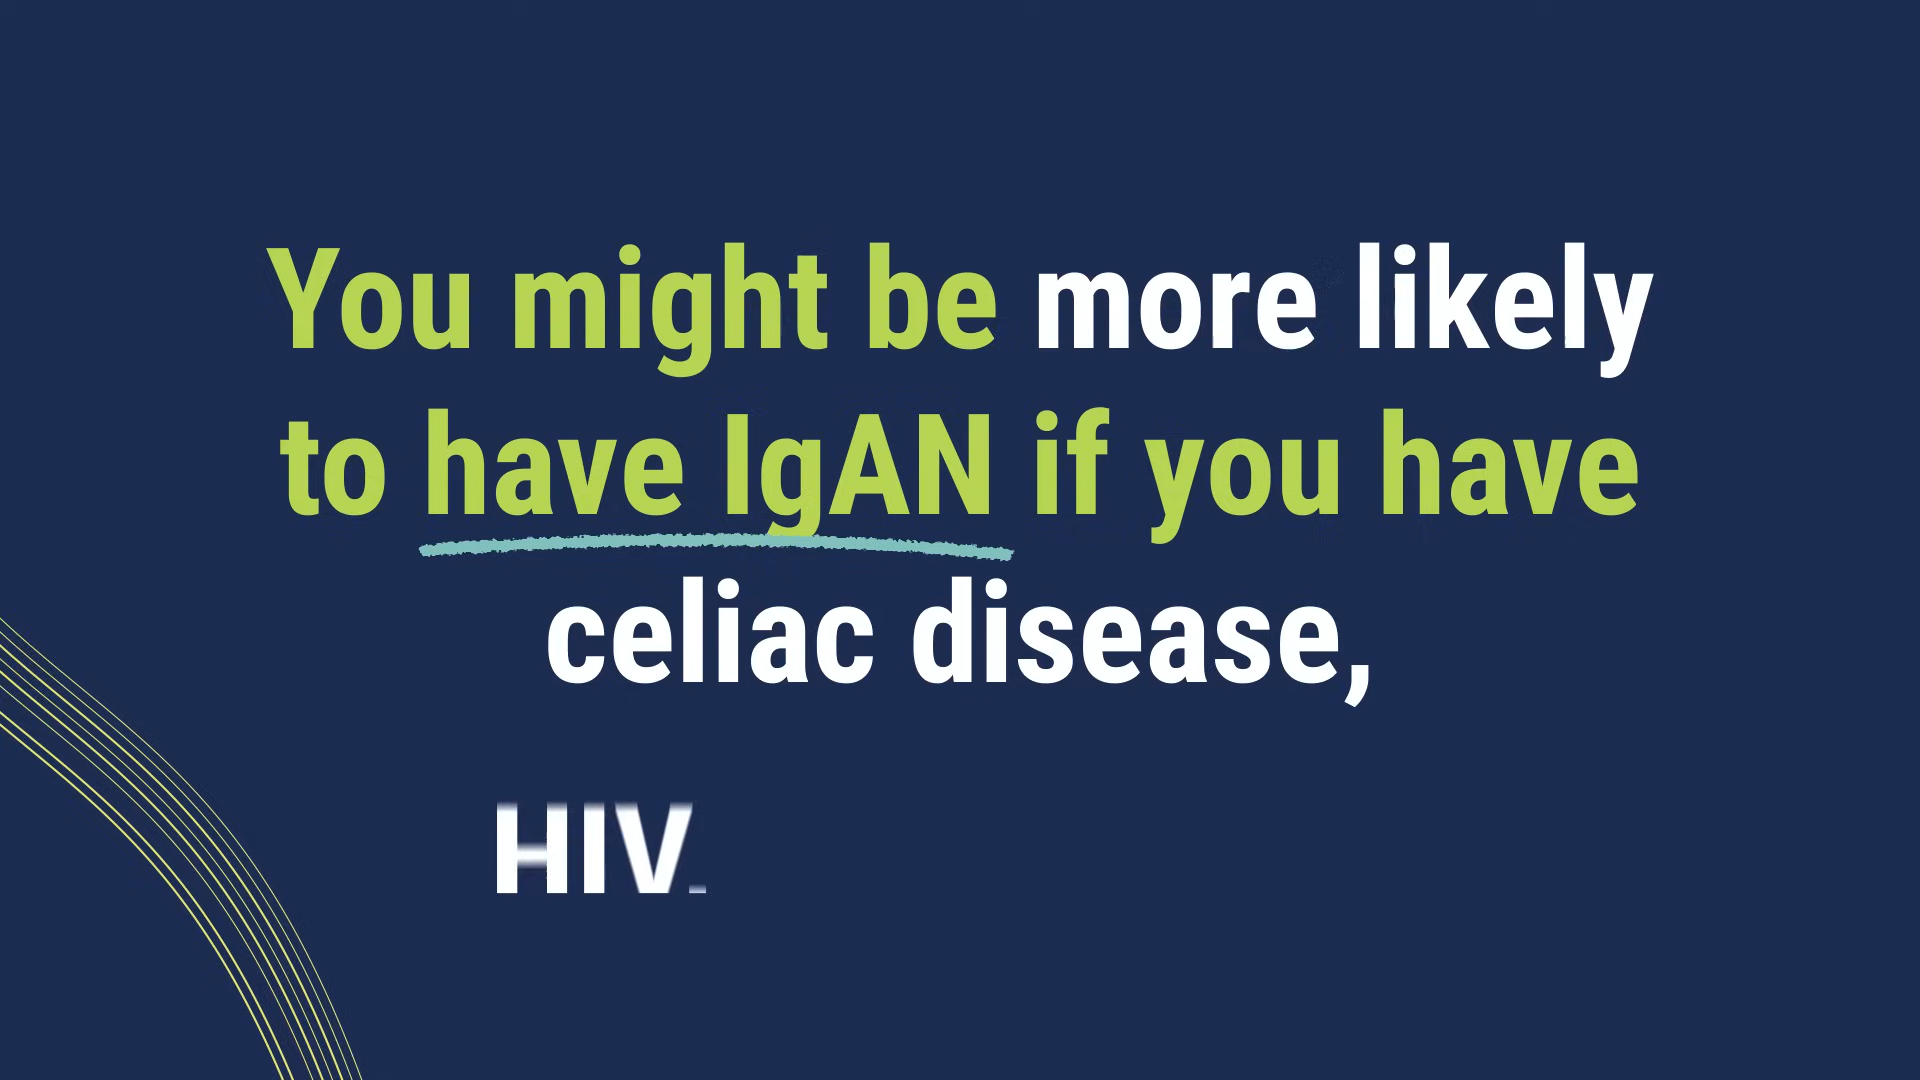 You might be more likely
to have IgAN if you have
celiac disease,
HIV